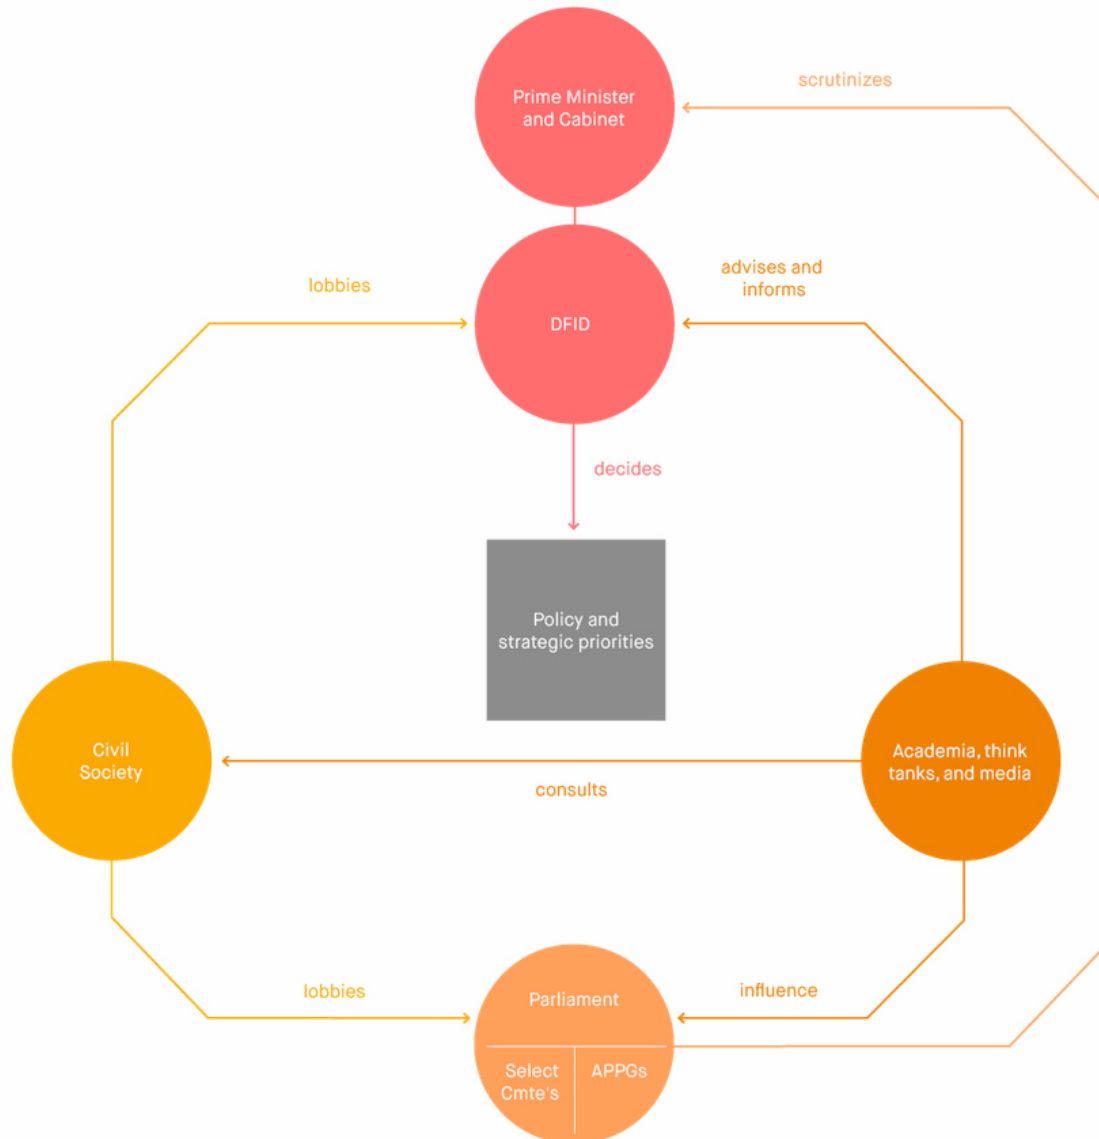 Prime Minister
and Cabinet
scrutinizes
lobbies
advises and
informs
DFID
decides
Policy and
strategic priorities
Civil
Society
Academia, think
tanks, and media
consults
lobbies
Parliament
influence
Select
Cmte's
APPGs